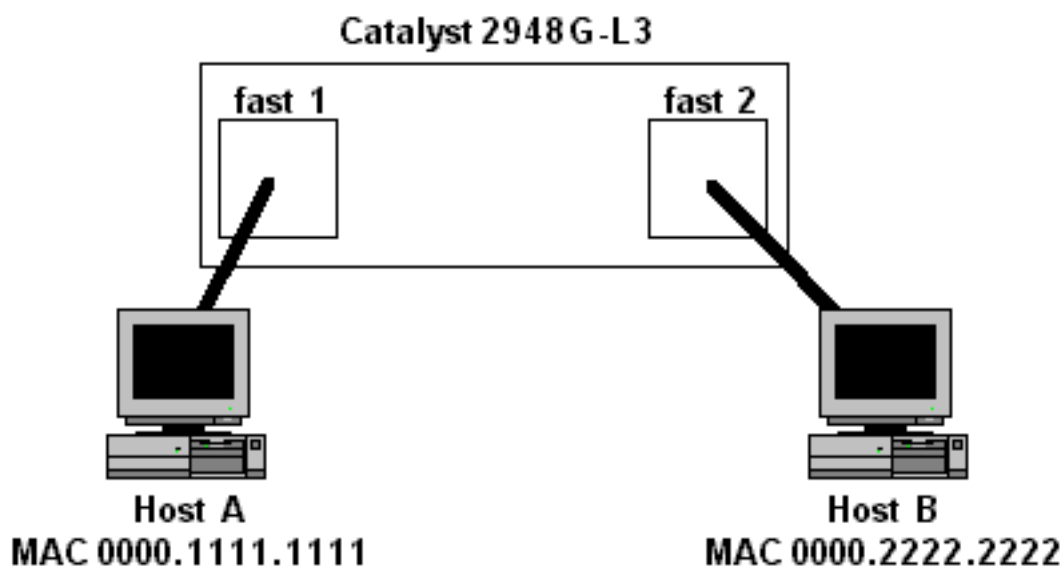 Catalyst 2948G-L3
fast 1
fast 2
Host A
MAC 0000.1111.1111
Host B
MAC 0000.2222.2222